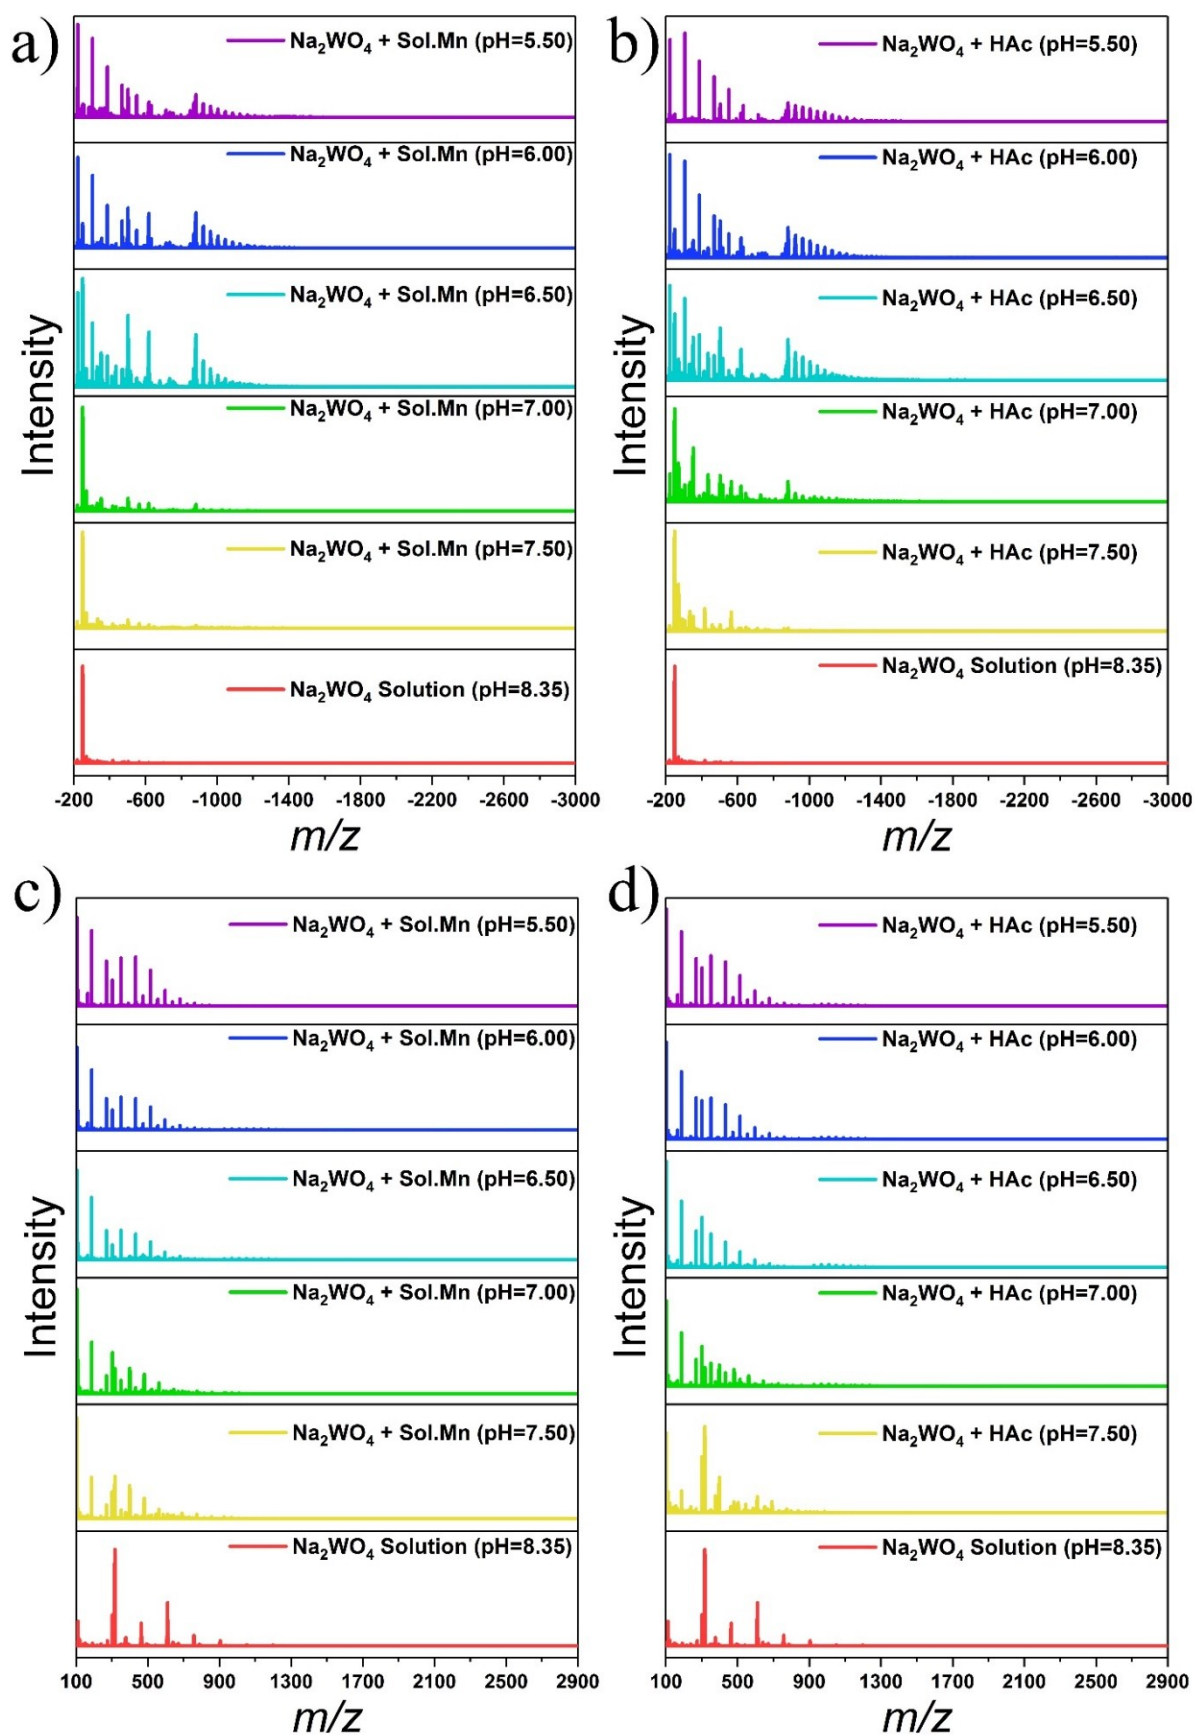 a)
Na₂WO₄ + Sol.Mn (pH=5.50)
Na₂WO₄ + Sol.Mn (pH=6.00)
Na₂WO₄ + Sol.Mn (pH=6.50)
Na₂WO₄ + Sol.Mn (pH=7.00)
Na₂WO₄ + Sol.Mn (pH=7.50)
Na₂WO₄ Solution (pH=8.35)
Intensity
-200 -600 -1000 -1400 -1800 -2200 -2600 -3000
m/z
b)
Na₂WO₄ + HAc (pH=5.50)
Na₂WO₄ + HAc (pH=6.00)
Na₂WO₄ + HAc (pH=6.50)
Na₂WO₄ + HAc (pH=7.00)
Na₂WO₄ + HAc (pH=7.50)
Na₂WO₄ Solution (pH=8.35)
Intensity
-200 -600 -1000 -1400 -1800 -2200 -2600 -3000
m/z
c)
Na₂WO₄ + Sol.Mn (pH=5.50)
Na₂WO₄ + Sol.Mn (pH=6.00)
Na₂WO₄ + Sol.Mn (pH=6.50)
Na₂WO₄ + Sol.Mn (pH=7.00)
Na₂WO₄ + Sol.Mn (pH=7.50)
Na₂WO₄ Solution (pH=8.35)
Intensity
100 500 900 1300 1700 2100 2500 2900
m/z
d)
Na₂WO₄ + HAc (pH=5.50)
Na₂WO₄ + HAc (pH=6.00)
Na₂WO₄ + HAc (pH=6.50)
Na₂WO₄ + HAc (pH=7.00)
Na₂WO₄ + HAc (pH=7.50)
Na₂WO₄ Solution (pH=8.35)
Intensity
100 500 900 1300 1700 2100 2500 2900
m/z